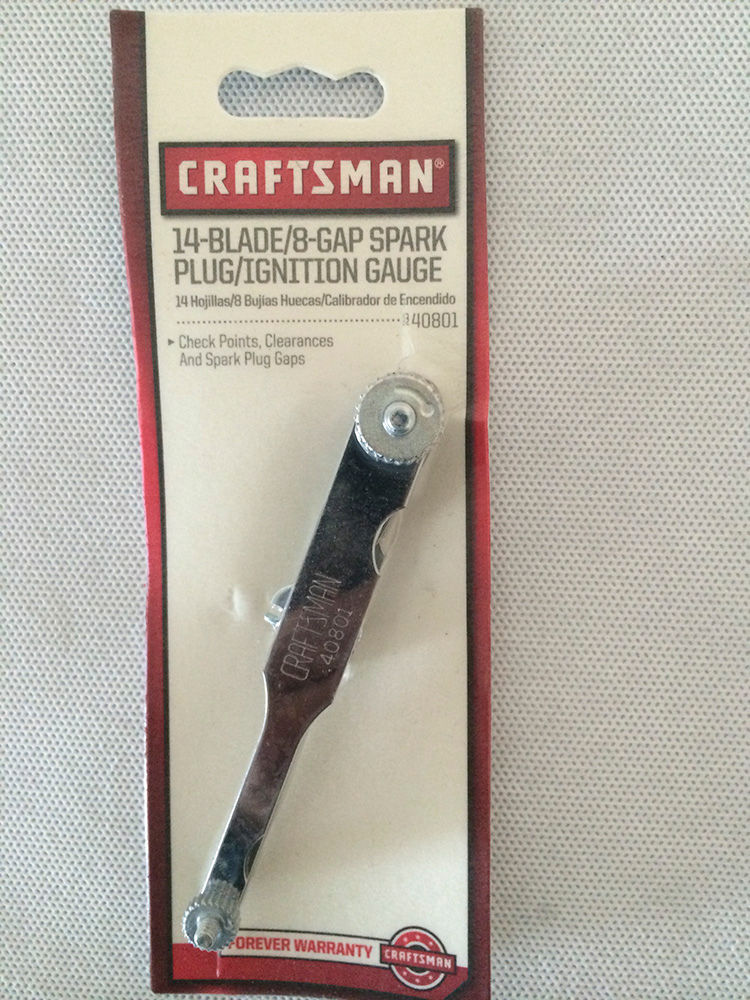 CRAFTSMAN®
14-BLADE/8-GAP SPARK
PLUG/IGNITION GAUGE
14 Hojillas/8 Bujías Huecas/Calibrador de Encendido
40801
▸ Check Points, Clearances
And Spark Plug Gaps
CRAFTSMAN
40801
FOREVER WARRANTY
CRAFTSMAN